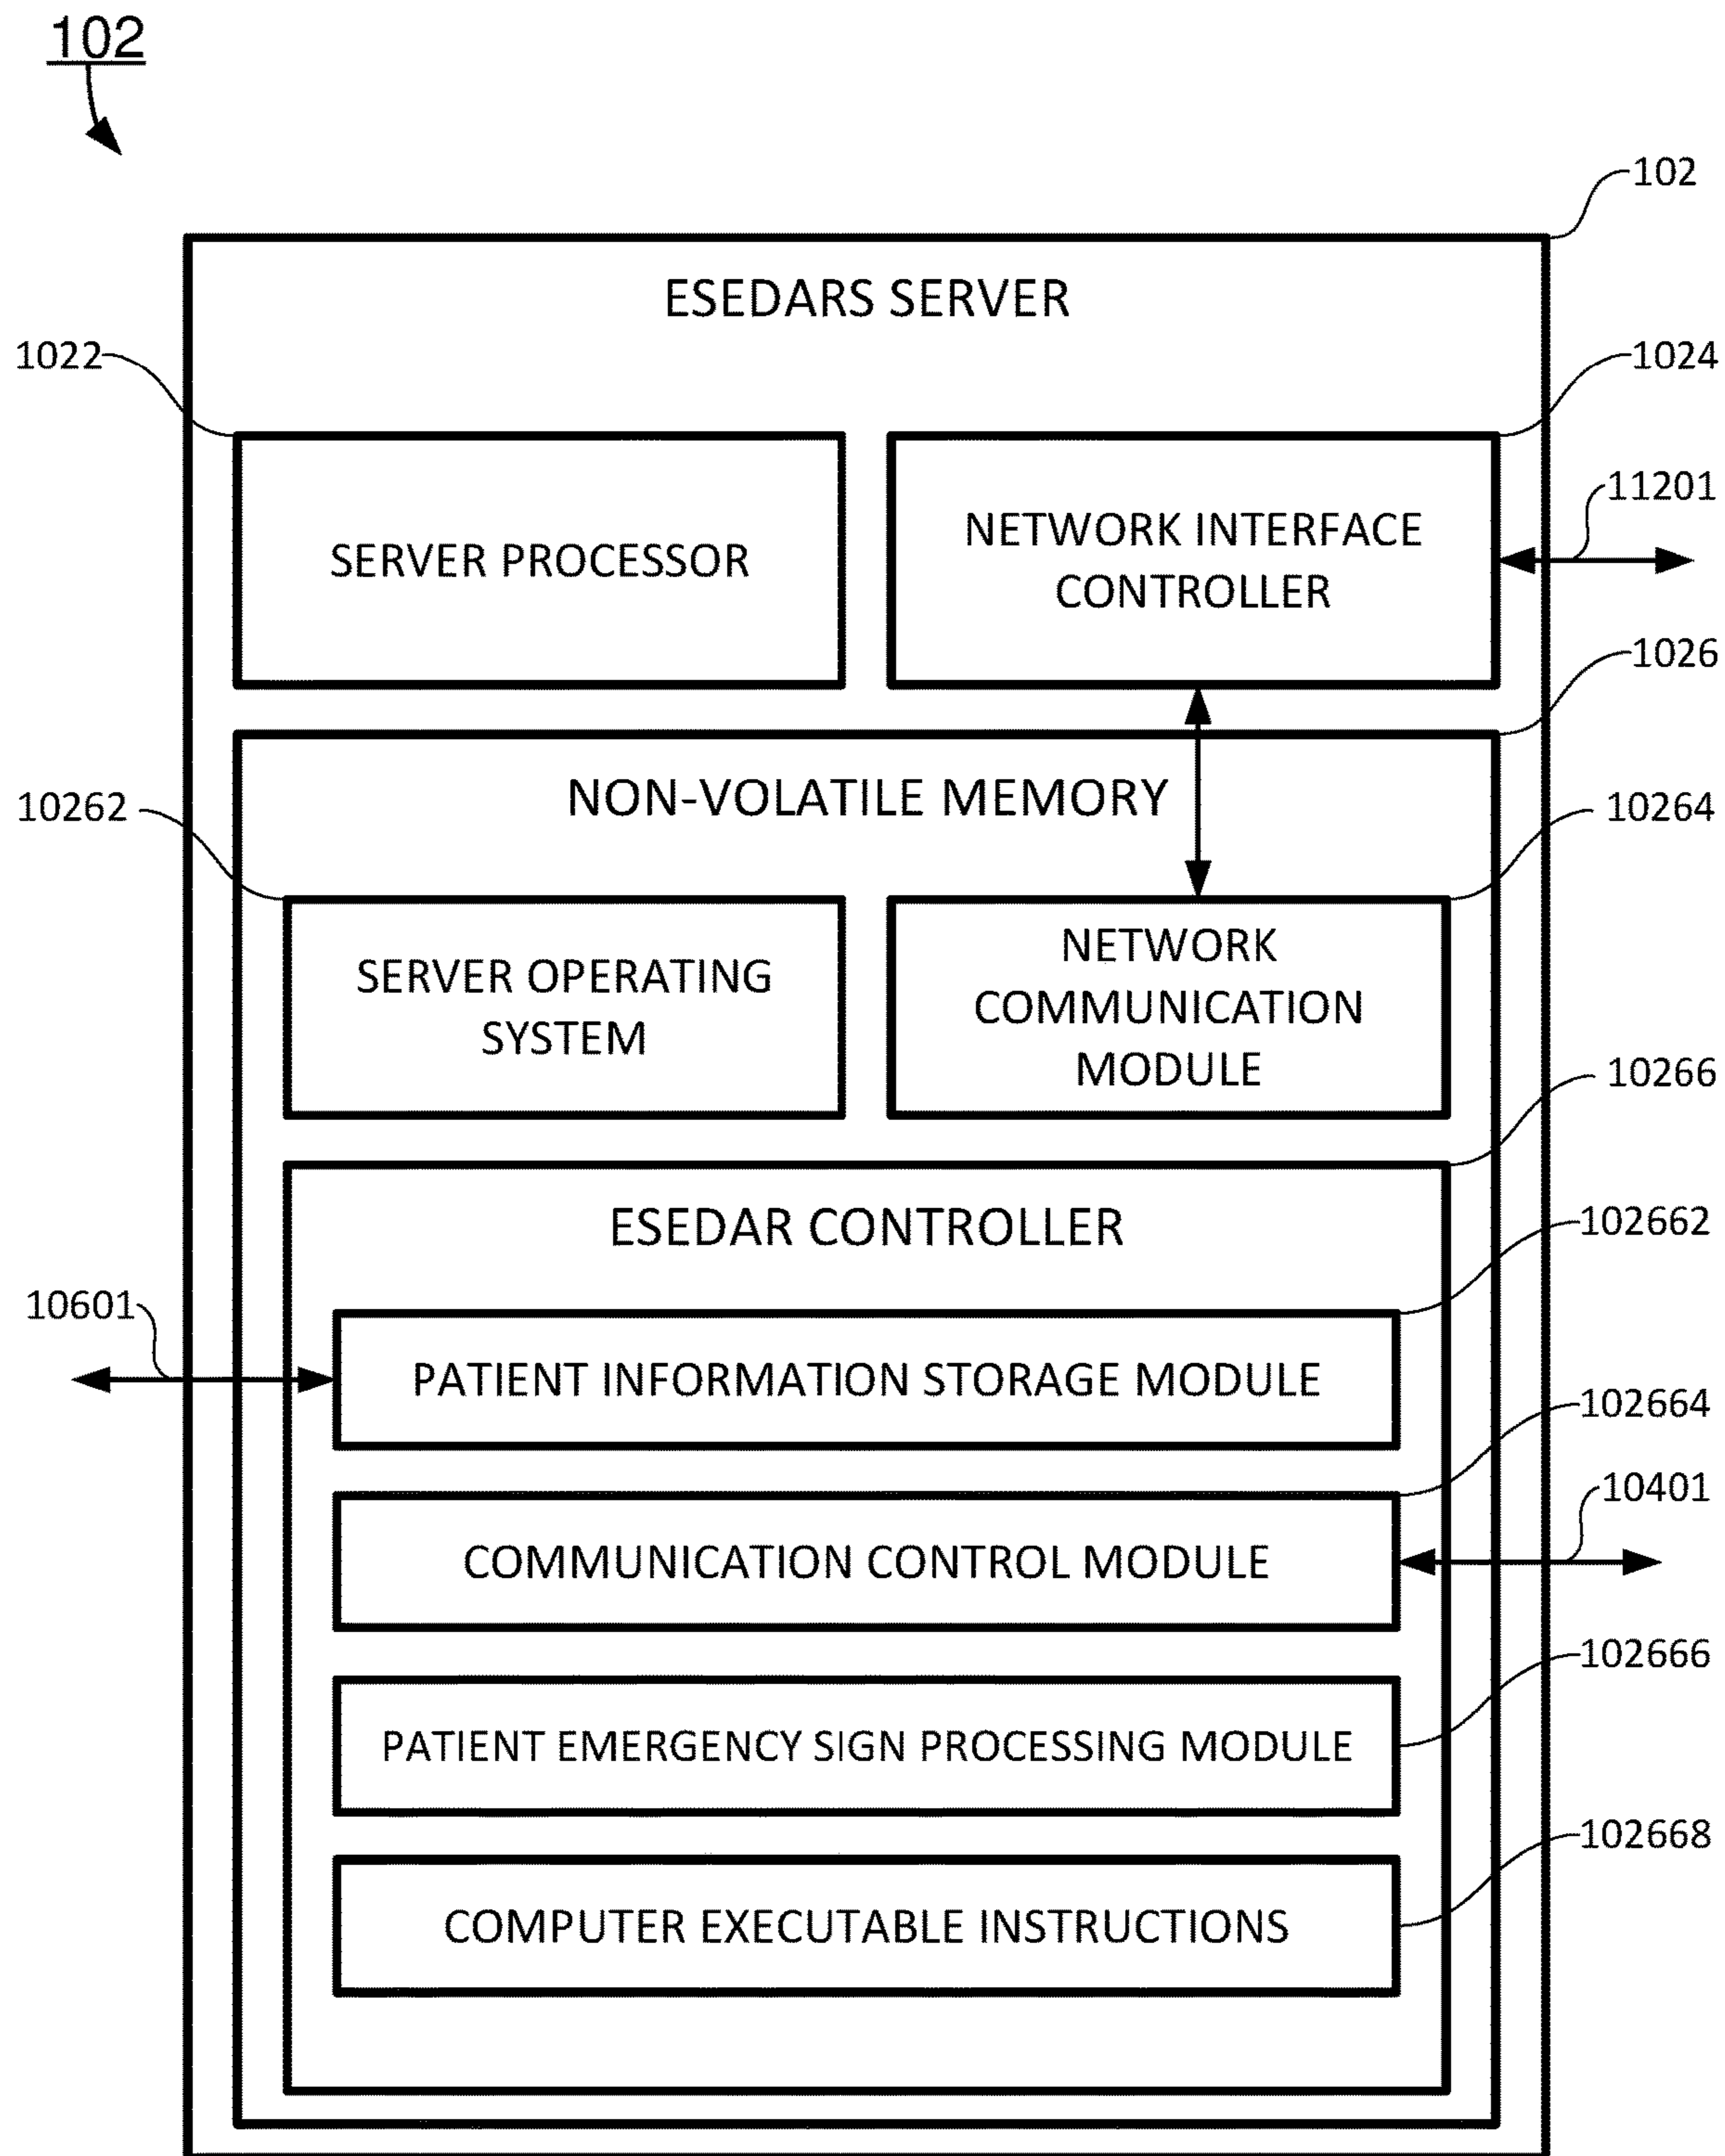 102
102
ESEDARS SERVER
1022
1024
SERVER PROCESSOR
NETWORK INTERFACE
CONTROLLER
11201
1026
NON-VOLATILE MEMORY
10262
10264
SERVER OPERATING
SYSTEM
NETWORK
COMMUNICATION
MODULE
10266
ESEDAR CONTROLLER
102662
10601
PATIENT INFORMATION STORAGE MODULE
102664
10401
COMMUNICATION CONTROL MODULE
102666
PATIENT EMERGENCY SIGN PROCESSING MODULE
102668
COMPUTER EXECUTABLE INSTRUCTIONS